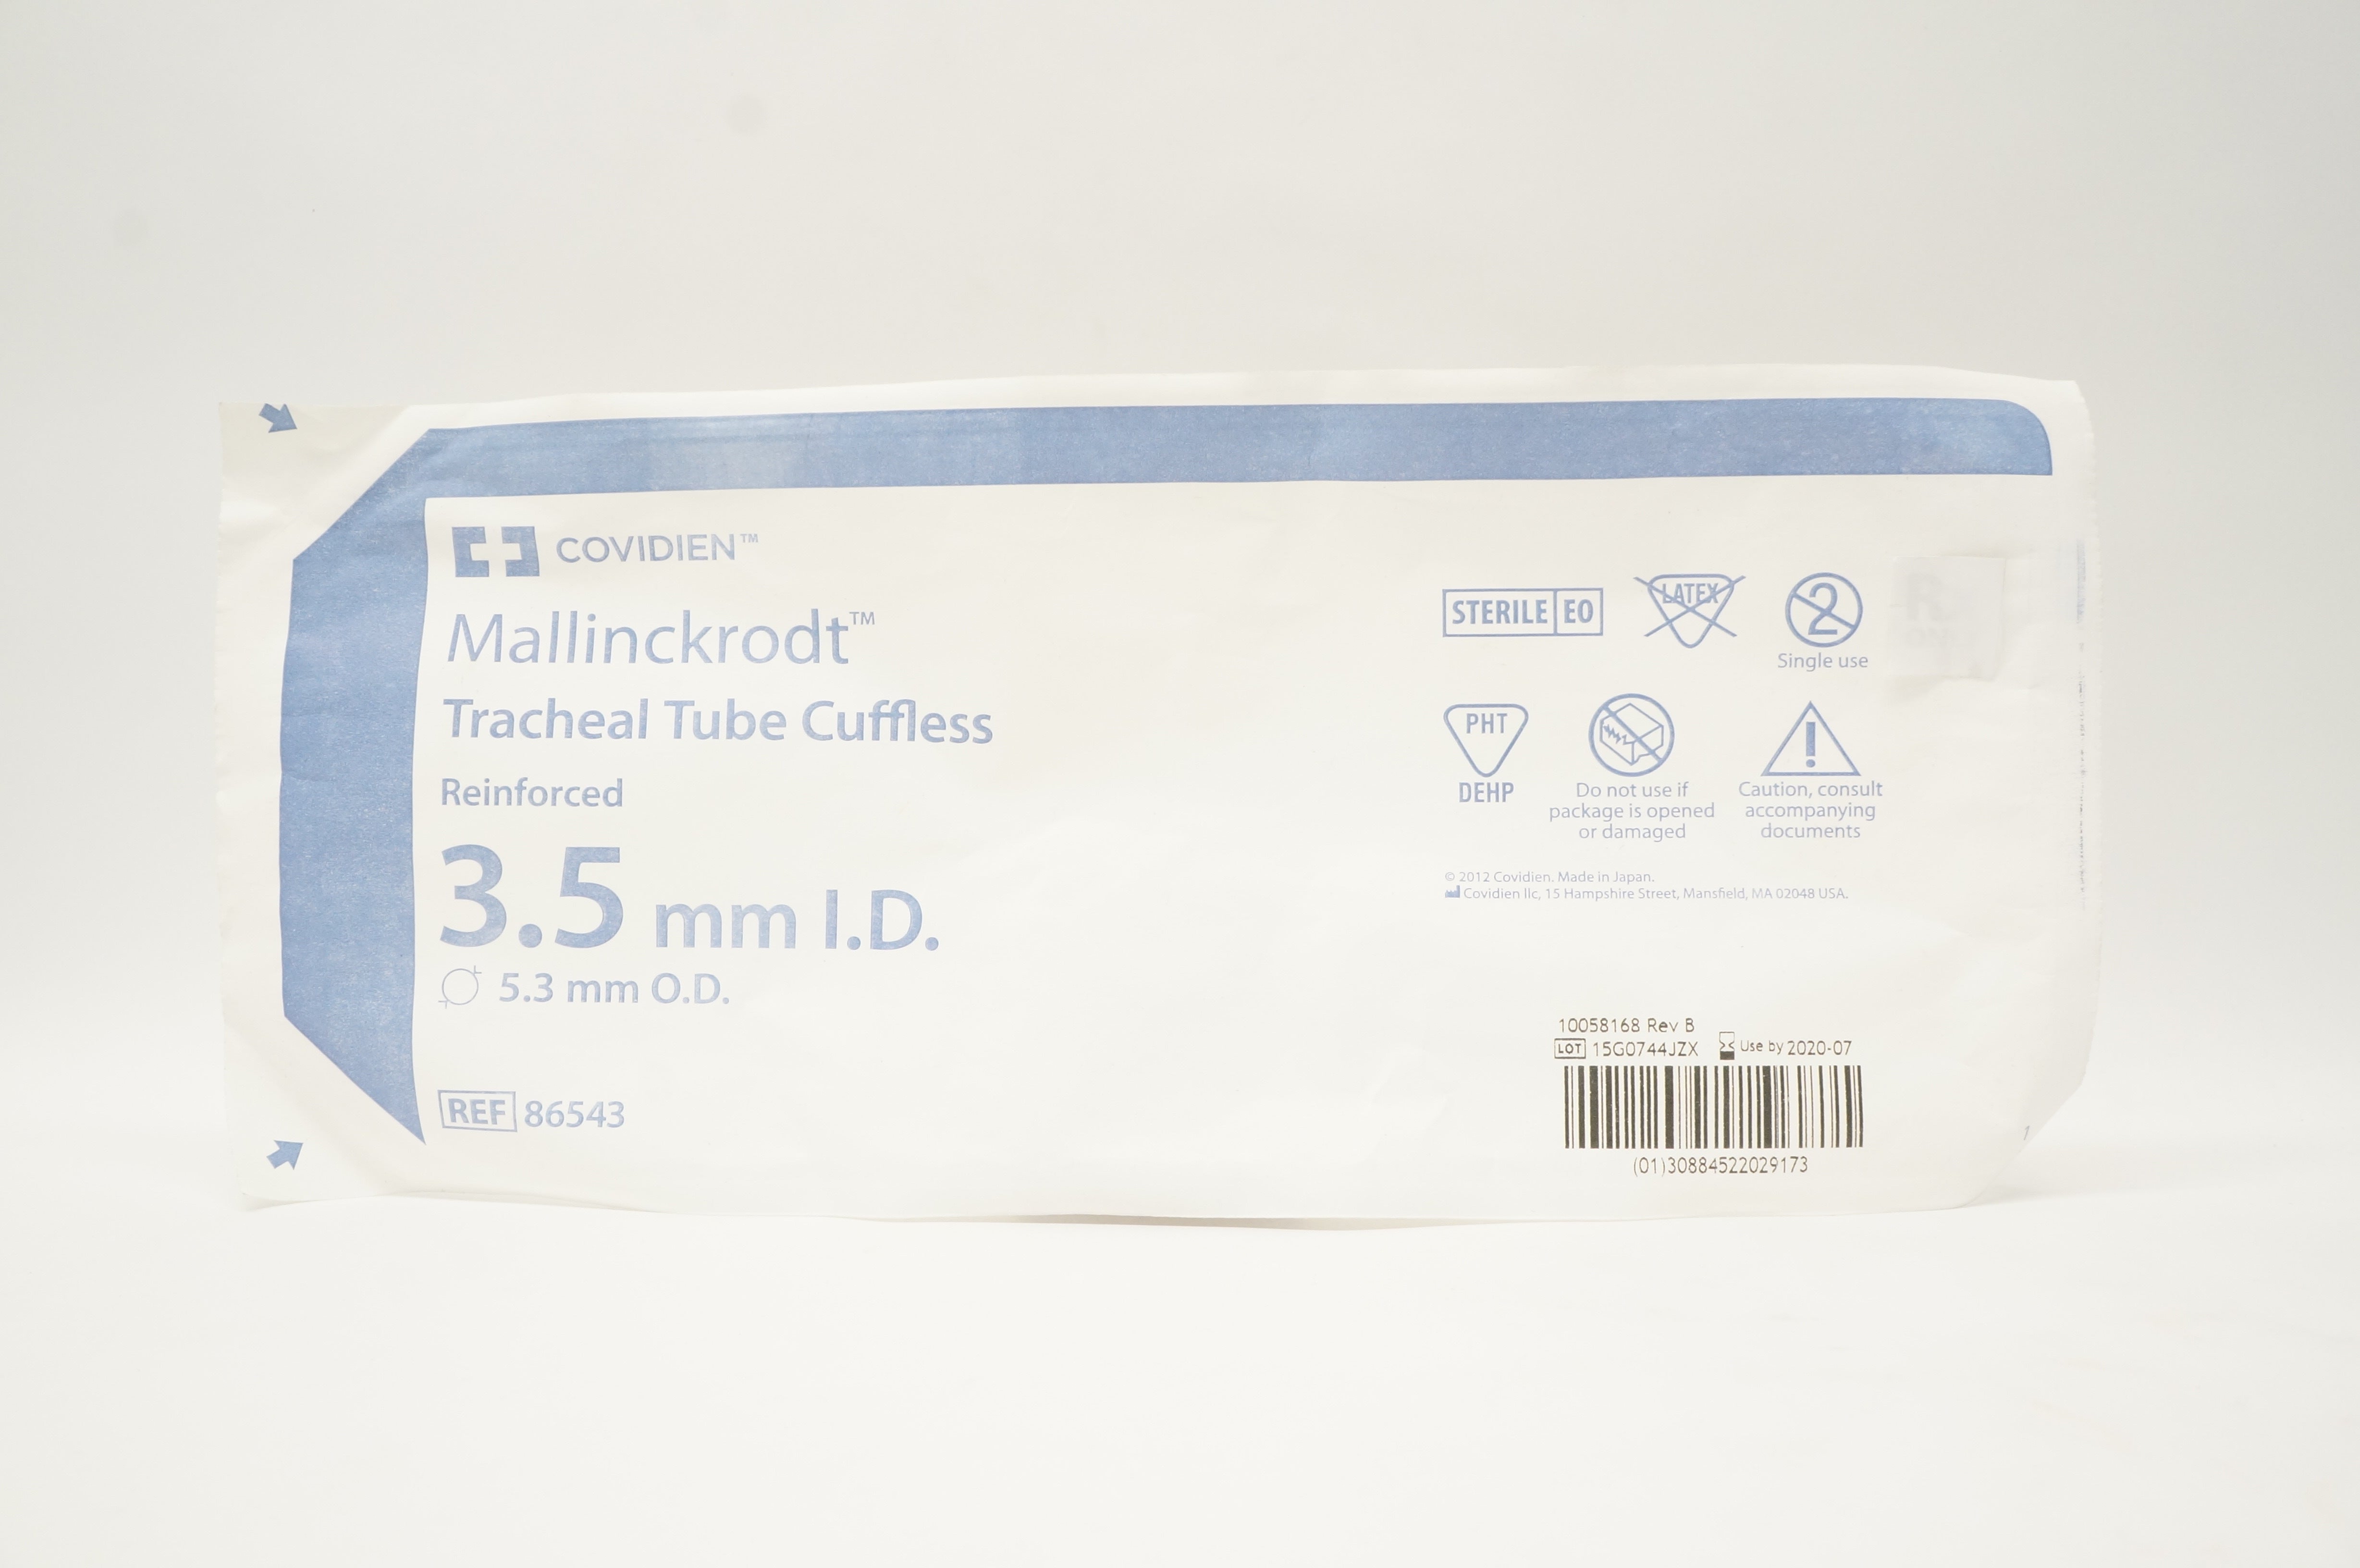 COVIDIEN™
Mallinckrodt™
Tracheal Tube Cuffless
Reinforced
3.5 mm I.D.
5.3 mm O.D.
REF 86543
STERILE EO
LATEX
2
Single use
PHT
DEHP
Do not use if
package is opened
or damaged
!
Caution, consult
accompanying
documents
© 2012 Covidien. Made in Japan.
Covidien llc, 15 Hampshire Street, Mansfield, MA 02048 USA.
10058168 Rev B
LOT 15G0744JZX Use by 2020-07
(01)30884522029173